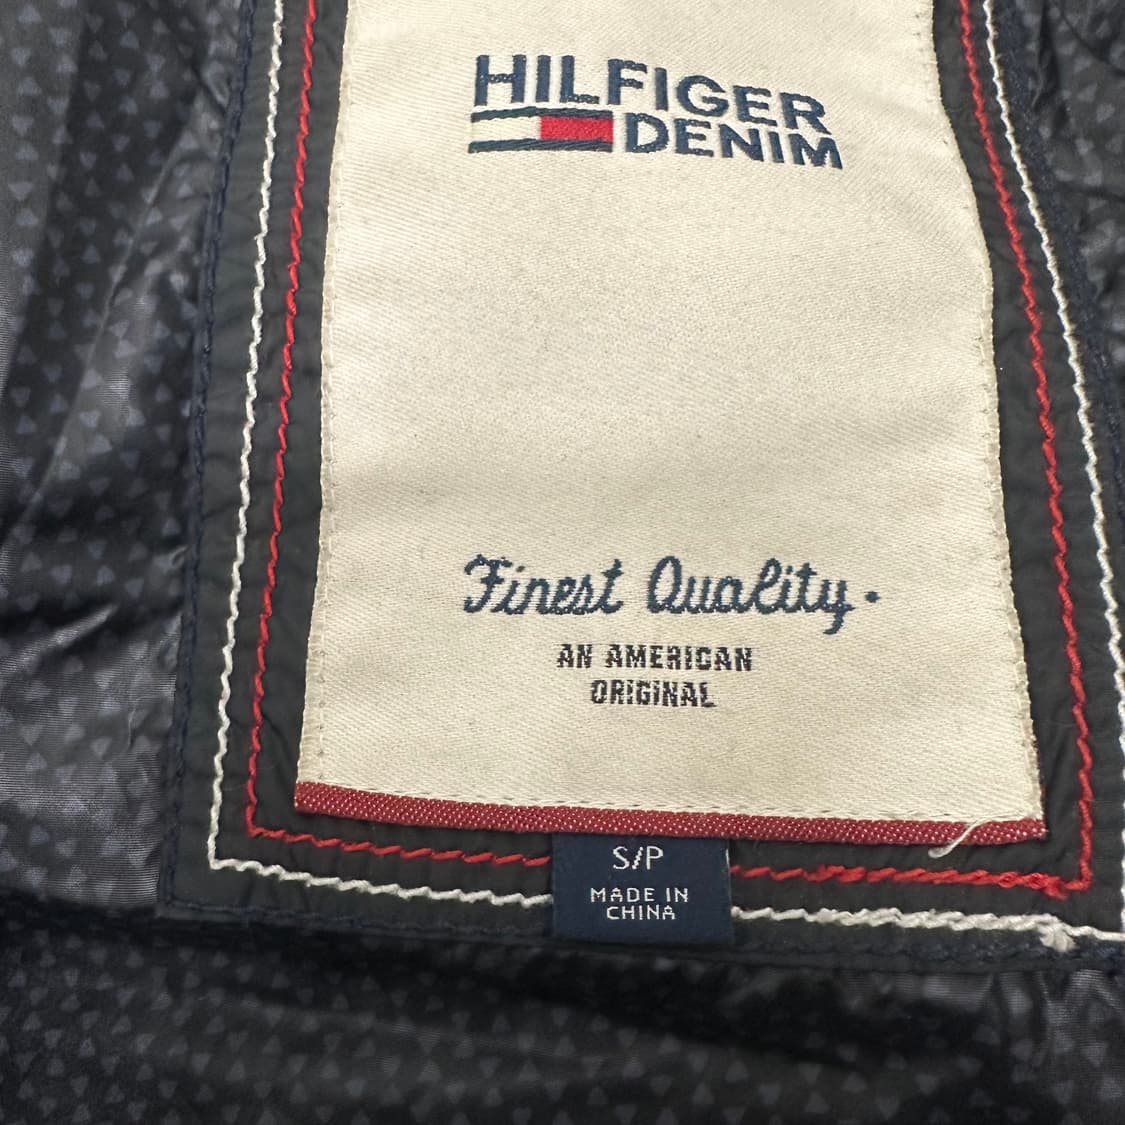 HILFIGER
DENIM
Finest Quality.
AN AMERICAN
ORIGINAL
S/P
MADE IN
CHINA